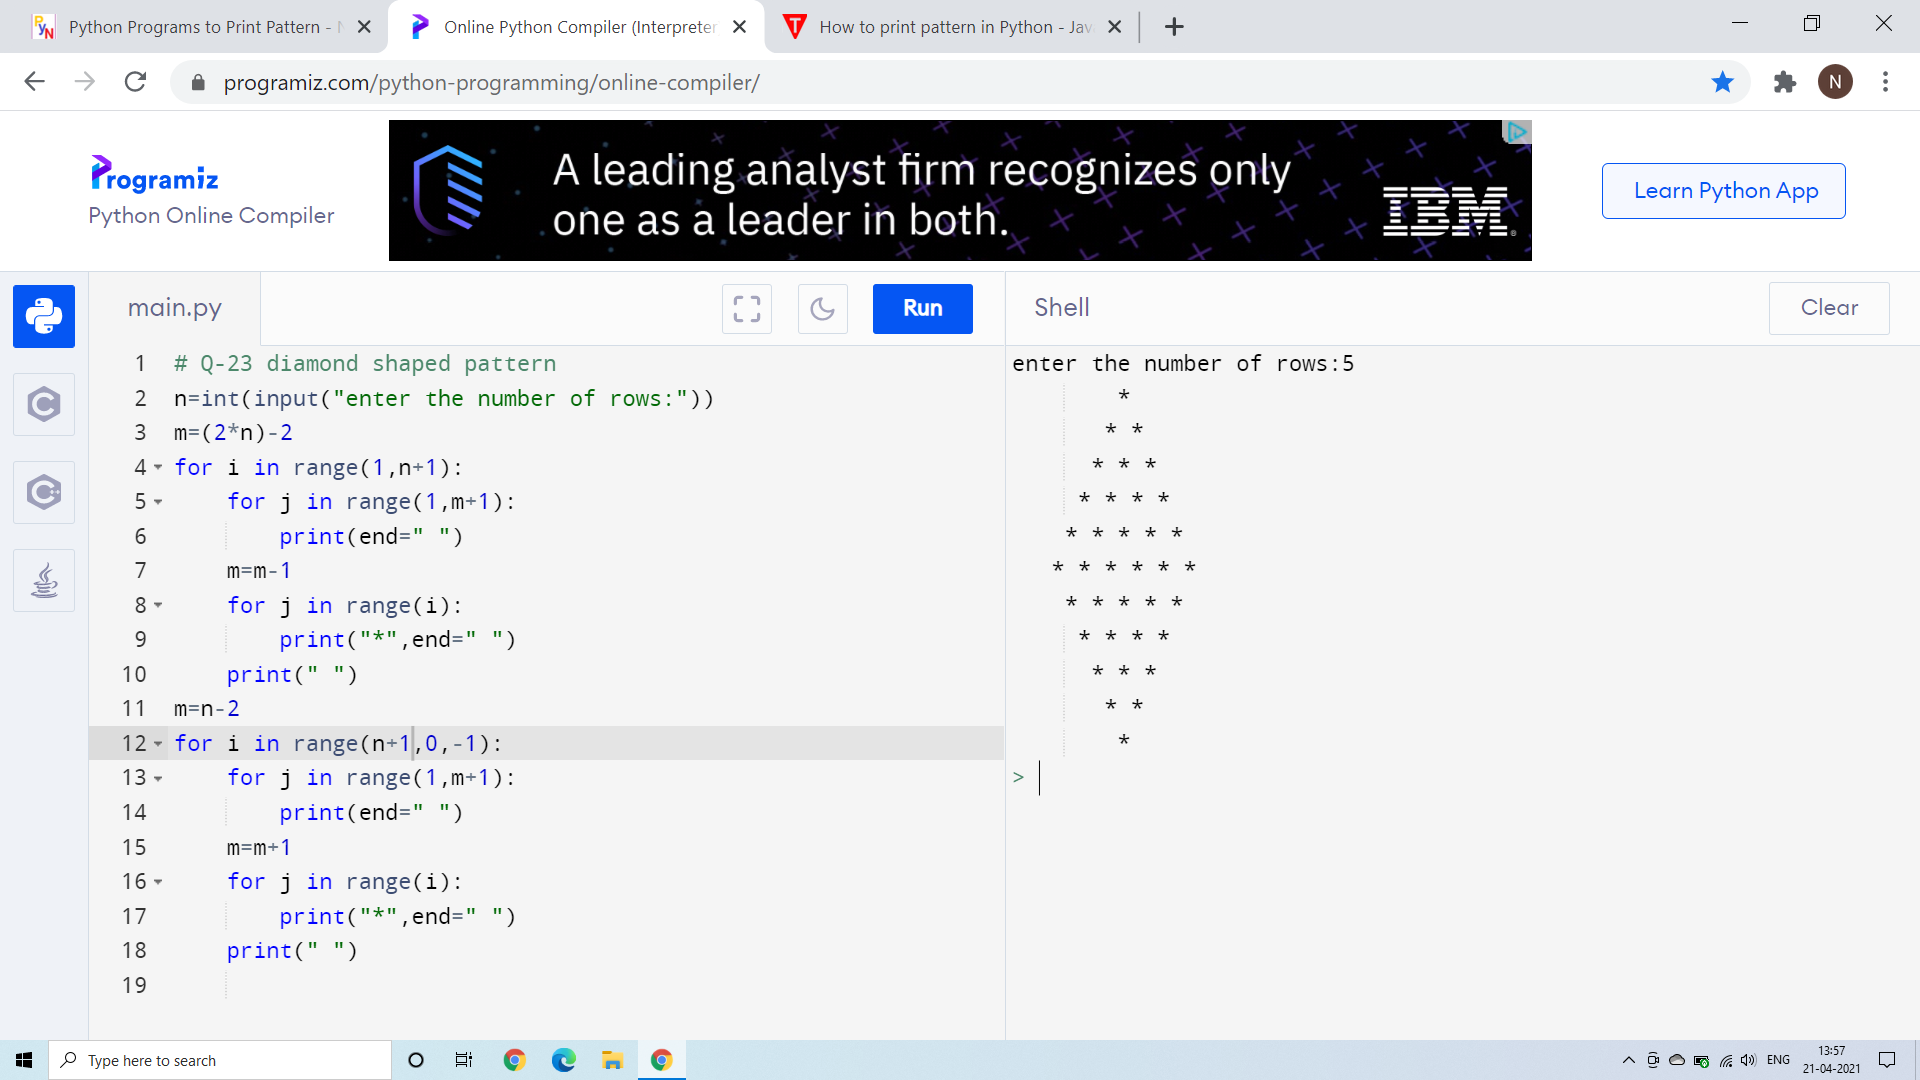 Python Programs to Print Pattern - N
Online Python Compiler (Interpreter
How to print pattern in Python - Jav
programiz.com/python-programming/online-compiler/
N
Programiz
Python Online Compiler
A leading analyst firm recognizes only
one as a leader in both.
IBM
Learn Python App
main.py
Run
Shell
Clear
1 # Q-23 diamond shaped pattern
2 n=int(input("enter the number of rows:"))
3 m=(2*n)-2
4 for i in range(1,n+1):
5     for j in range(1,m+1):
6         print(end=" ")
7     m=m-1
8     for j in range(i):
9         print("*",end=" ")
10     print(" ")
11 m=n-2
12 for i in range(n+1,0,-1):
13     for j in range(1,m+1):
14         print(end=" ")
15     m=m+1
16     for j in range(i):
17         print("*",end=" ")
18     print(" ")
19
enter the number of rows:5
        *
       * *
      * * *
     * * * *
    * * * * *
   * * * * * *
    * * * * *
     * * * *
      * * *
       * *
        *
>
Type here to search
ENG
13:57
21-04-2021